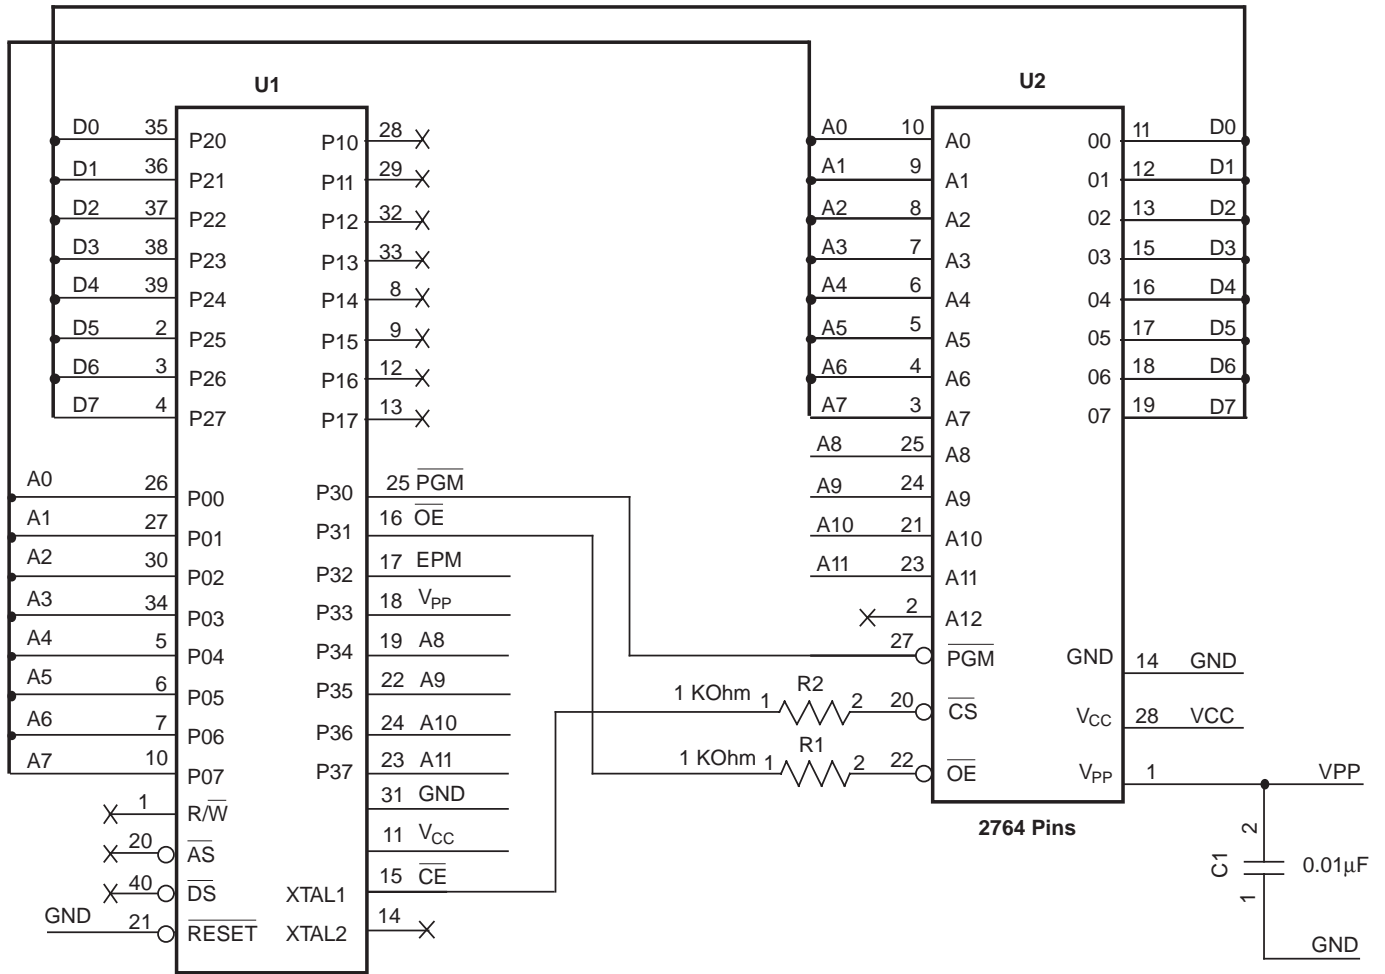 U1
U2
D0 35 P20
D1 36 P21
D2 37 P22
D3 38 P23
D4 39 P24
D5 2 P25
D6 3 P26
D7 4 P27
A0 26 P00
A1 27 P01
A2 30 P02
A3 34 P03
A4 5 P04
A5 6 P05
A6 7 P06
A7 10 P07
1 R/W̅
20 A̅S̅
40 D̅S̅
GND 21 R̅E̅S̅E̅T̅
P10 28
P11 29
P12 32
P13 33
P14 8
P15 9
P16 12
P17 13
P30 25 P̅G̅M̅
P31 16 O̅E̅
P32 17 EPM
P33 18 VPP
P34 19 A8
P35 22 A9
P36 24 A10
P37 23 A11
31 GND
11 VCC
XTAL1 15 C̅E̅
XTAL2 14
A0 10 A0
A1 9 A1
A2 8 A2
A3 7 A3
A4 6 A4
A5 5 A5
A6 4 A6
A7 3 A7
A8 25 A8
A9 24 A9
A10 21 A10
A11 23 A11
2 A12
27 P̅G̅M̅
1 KOhm 1 R2 2 20 C̅S̅
1 KOhm 1 R1 2 22 O̅E̅
00 11 D0
01 12 D1
02 13 D2
03 15 D3
04 16 D4
05 17 D5
06 18 D6
07 19 D7
GND 14 GND
VCC 28 VCC
VPP 1 VPP
2764 Pins
2
C1 0.01µF
1
GND